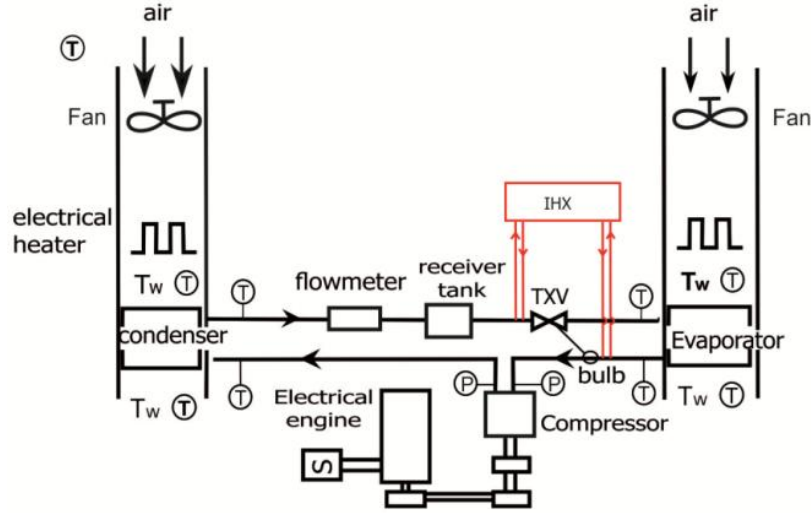 air
air
T
Fan
Fan
IHX
electrical
heater
Tw T
Tw T
flowmeter
receiver
tank
TXV
T
T
condenser
Evaporator
bulb
T
P
P
T
Tw T
Tw T
Electrical
engine
Compressor
S